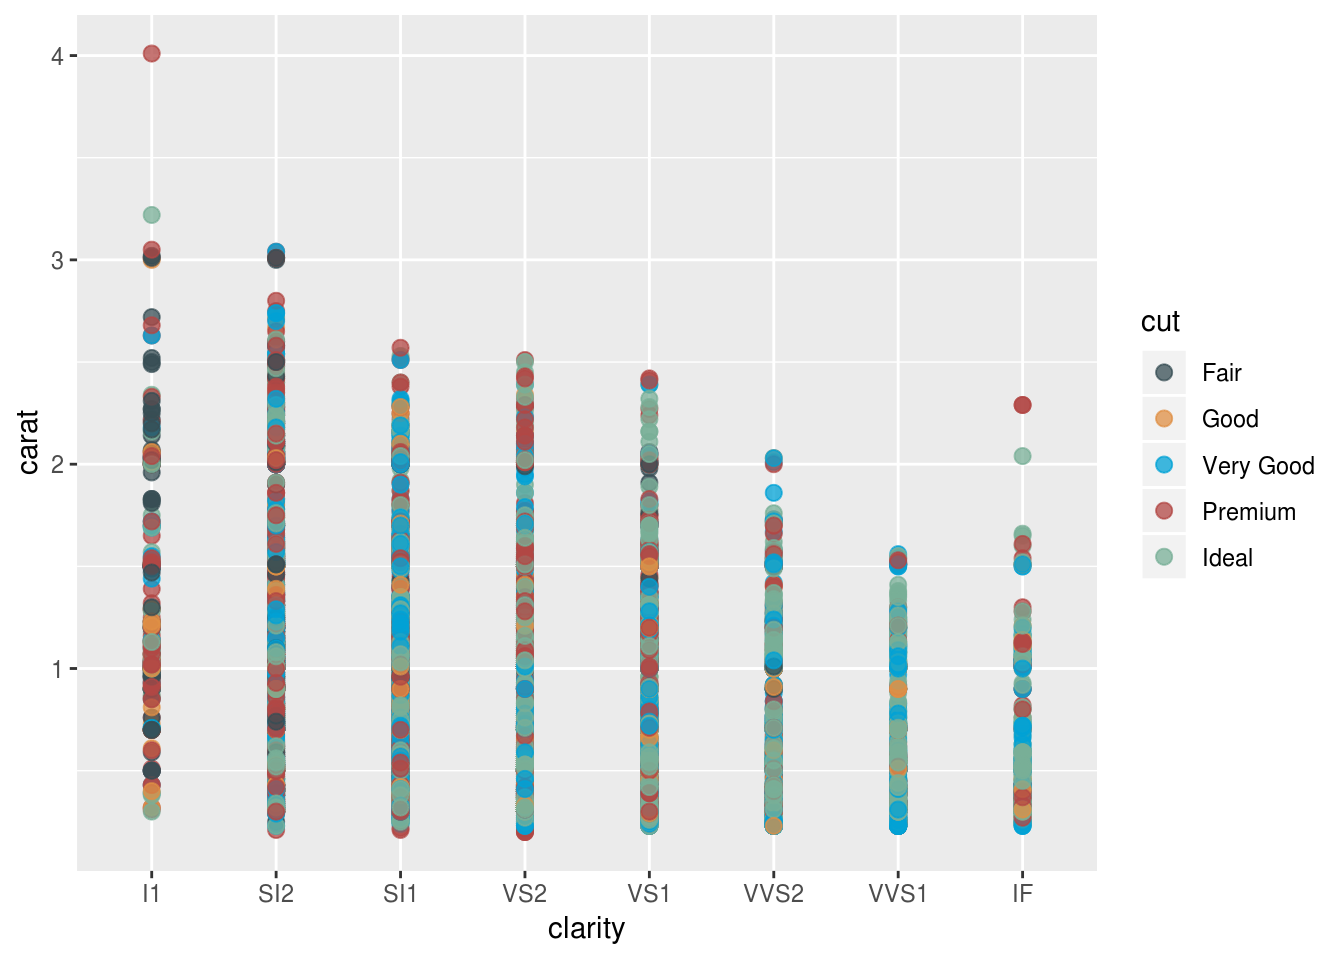 4
3
2
1
carat
I1 SI2 SI1 VS2 VS1 VVS2 VVS1 IF
clarity
cut
Fair
Good
Very Good
Premium
Ideal